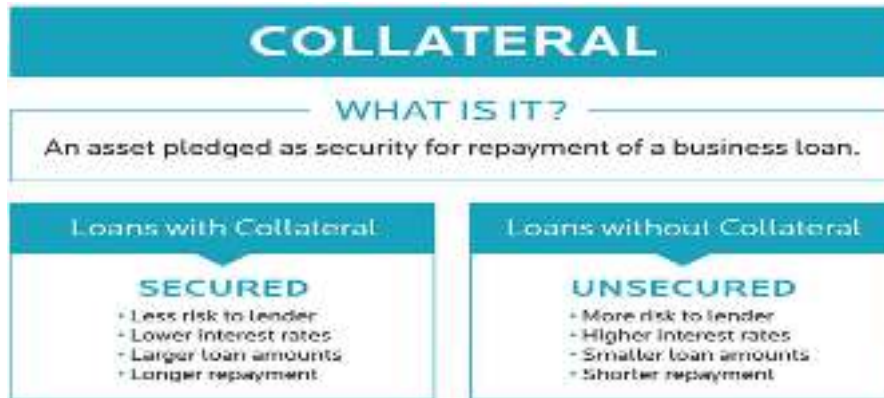 COLLATERAL
WHAT IS IT?
An asset pledged as security for repayment of a business loan.
Loans with Collateral
SECURED
• Less risk to lender
• Lower interest rates
• Larger loan amounts
• Longer repayment
Loans without Collateral
UNSECURED
• More risk to lender
• Higher interest rates
• Smaller loan amounts
• Shorter repayment